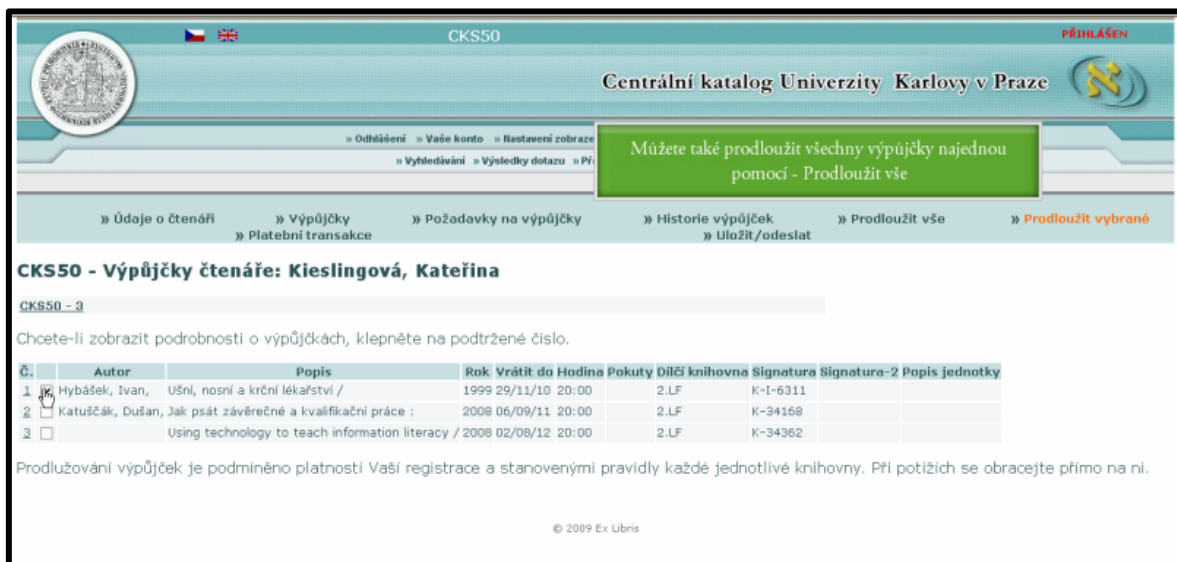 CKS50
PŘIHLÁŠEN
Centrální katalog Univerzity Karlovy v Praze
» Odhlášení » Vaše konto » Nastavení zobraze
» Vyhledávání » Výsledky dotazu » Př
Můžete také prodloužit všechny výpůjčky najednou
pomocí - Prodloužit vše
» Údaje o čtenáři » Výpůjčky » Požadavky na výpůjčky » Historie výpůjček » Prodloužit vše » Prodloužit vybrané
» Platební transakce » Uložit/odeslat
CKS50 - Výpůjčky čtenáře: Kieslingová, Kateřina
CKS50 - 3
Chcete-li zobrazit podrobnosti o výpůjčkách, klepněte na podtržené číslo.
Č. Autor Popis Rok Vrátit do Hodina Pokuty Dílčí knihovna Signatura Signatura-2 Popis jednotky
1 Hybášek, Ivan, Ušní, nosní a krční lékařství / 1999 29/11/10 20:00 2.LF K-I-6311
2 Katuščák, Dušan, Jak psát závěrečné a kvalifikační práce : 2008 06/09/11 20:00 2.LF K-34168
3 Using technology to teach information literacy / 2008 02/08/12 20:00 2.LF K-34362
Prodlužování výpůjček je podmíněno platností Vaší registrace a stanovenými pravidly každé jednotlivé knihovny. Při potížích se obracejte přímo na ni.
© 2009 Ex Libris